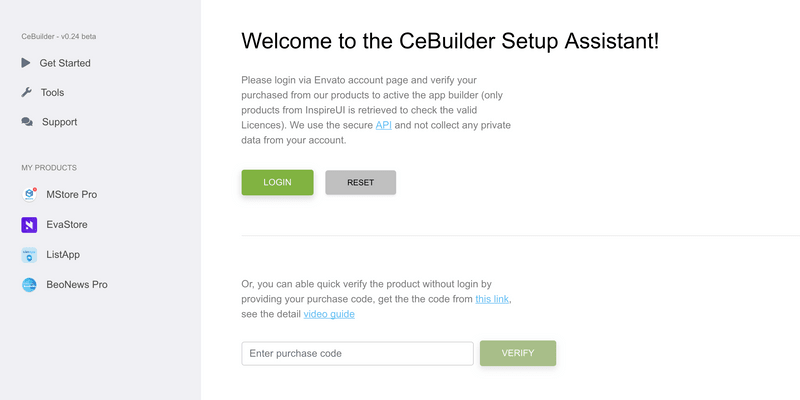 CeBuilder - v0.24 beta
Get Started
Tools
Support
MY PRODUCTS
MStore Pro
EvaStore
ListApp
BeoNews Pro
Welcome to the CeBuilder Setup Assistant!
Please login via Envato account page and verify your
purchased from our products to active the app builder (only
products from InspireUI is retrieved to check the valid
Licences). We use the secure API and not collect any private
data from your account.
LOGIN
RESET
Or, you can able quick verify the product without login by
providing your purchase code, get the the code from this link,
see the detail video guide
Enter purchase code
VERIFY